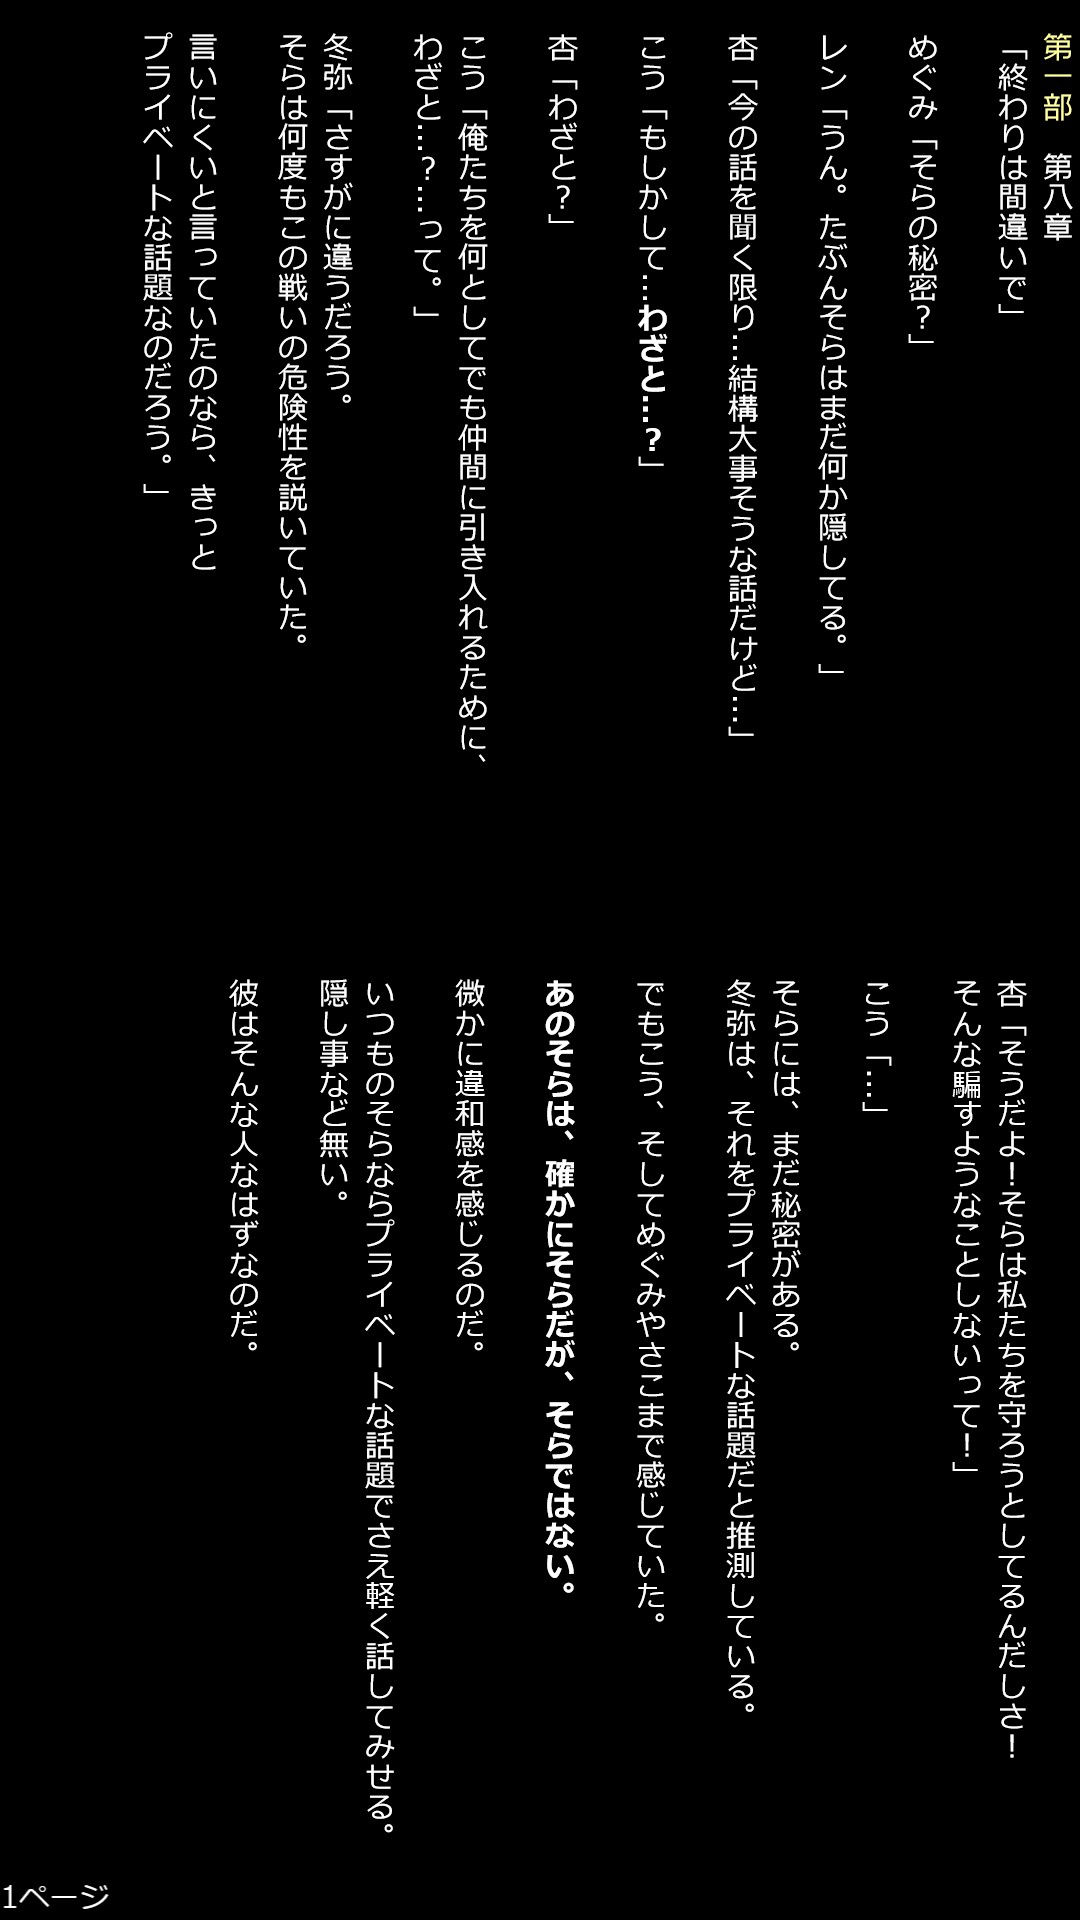 第一部　第八章
「終わりは間違いで」
めぐみ「そらの秘密?」
レン「うん。たぶんそらはまだ何か隠してる。」
杏「今の話を聞く限り…結構大事そうな話だけど…」
こう「もしかして…わざと…?」
杏「わざと?」
こう「俺たちを何としてでも仲間に引き入れるために、
わざと…?…って。」
冬弥「さすがに違うだろう。
そらは何度もこの戦いの危険性を説いていた。
言いにくいと言っていたのなら、きっと
プライベートな話題なのだろう。」
杏「そうだよ!そらは私たちを守ろうとしてるんだしさ!
そんな騙すようなことしないって!」
こう「…」
そらには、まだ秘密がある。
冬弥は、それをプライベートな話題だと推測している。
でもこう、そしてめぐみやさこまで感じていた。
あのそらは、確かにそらだが、そらではない。
微かに違和感を感じるのだ。
いつものそらならプライベートな話題でさえ軽く話してみせる。
隠し事など無い。
彼はそんな人なはずなのだ。
1ページ